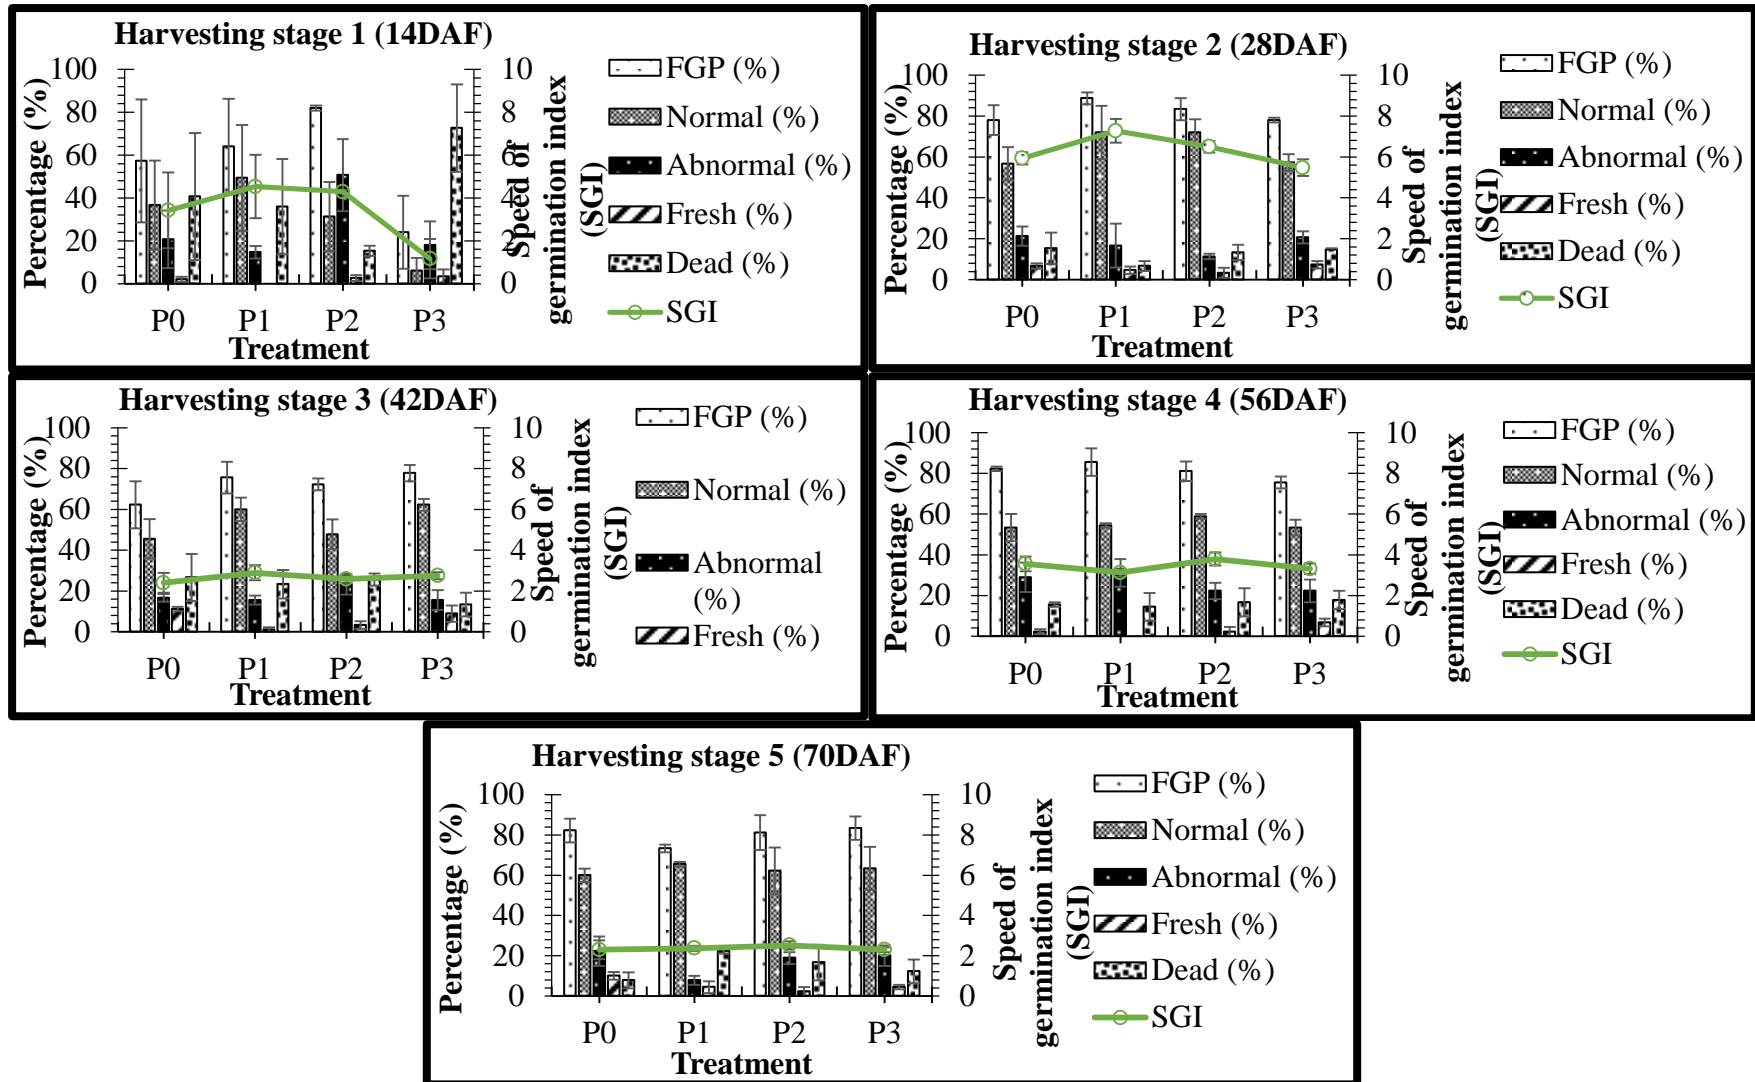 Harvesting stage 1 (14DAF)
Percentage (%)
100
80
60
40
20
0
10
8
6
4
2
0
Speed of
germination index
(SGI)
P0 P1 P2 P3
Treatment
FGP (%)
Normal (%)
Abnormal (%)
Fresh (%)
Dead (%)
SGI
Harvesting stage 2 (28DAF)
Percentage (%)
100
80
60
40
20
0
10
8
6
4
2
0
Speed of
germination index
(SGI)
P0 P1 P2 P3
Treatment
FGP (%)
Normal (%)
Abnormal (%)
Fresh (%)
Dead (%)
SGI
Harvesting stage 3 (42DAF)
Percentage (%)
100
80
60
40
20
0
10
8
6
4
2
0
Speed of
germination index
(SGI)
P0 P1 P2 P3
Treatment
FGP (%)
Normal (%)
Abnormal
(%)
Fresh (%)
Harvesting stage 4 (56DAF)
Percentage (%)
100
80
60
40
20
0
10
8
6
4
2
0
Speed of
germination index
(SGI)
P0 P1 P2 P3
Treatment
FGP (%)
Normal (%)
Abnormal (%)
Fresh (%)
Dead (%)
SGI
Harvesting stage 5 (70DAF)
Percentage (%)
100
80
60
40
20
0
10
8
6
4
2
0
Speed of
germination index
(SGI)
P0 P1 P2 P3
Treatment
FGP (%)
Normal (%)
Abnormal (%)
Fresh (%)
Dead (%)
SGI